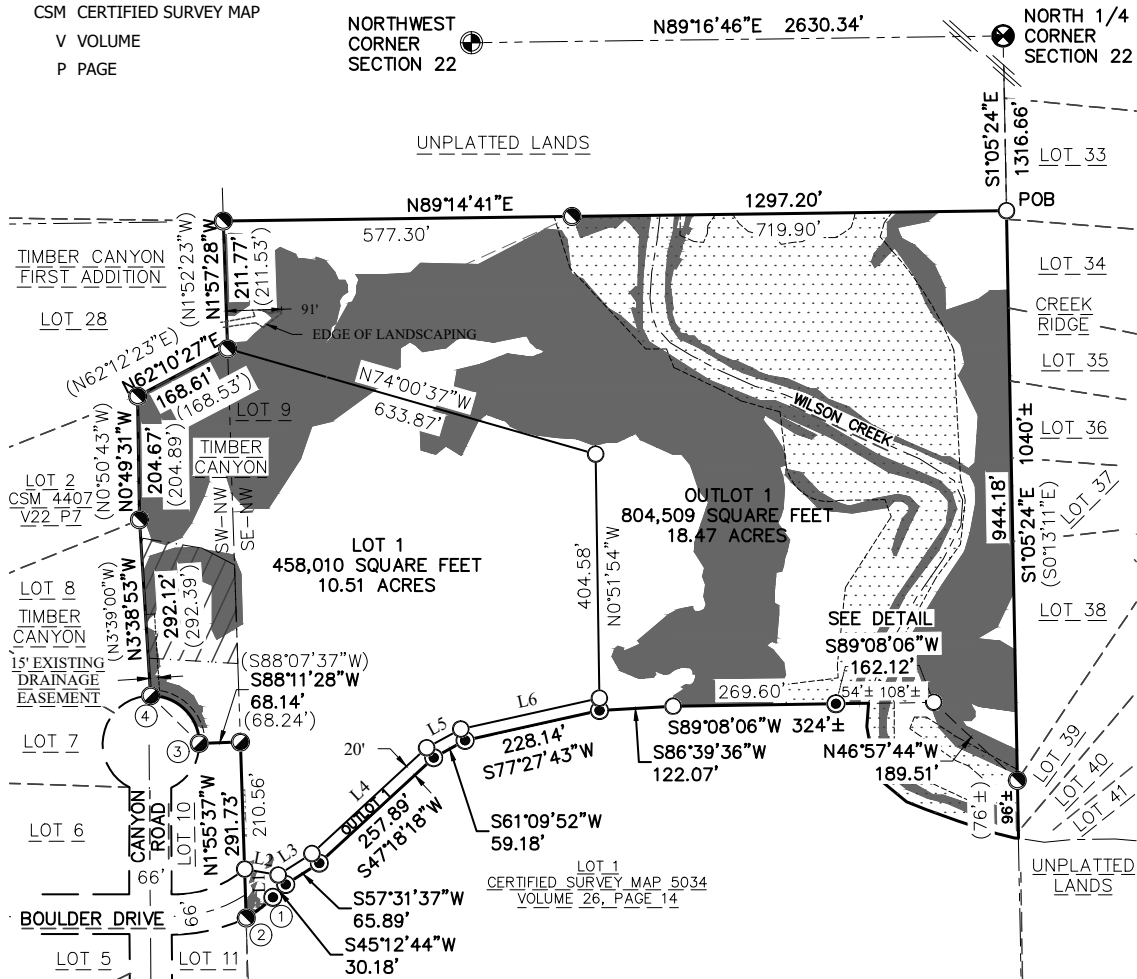 CSM CERTIFIED SURVEY MAP
V VOLUME
P PAGE
NORTHWEST
CORNER
SECTION 22
N89°16'46"E 2630.34'
NORTH 1/4
CORNER
SECTION 22
S1°05'24"E
1316.66'
UNPLATTED LANDS
LOT 33
POB
N89°14'41"E
1297.20'
577.30'
719.90'
TIMBER CANYON
FIRST ADDITION
LOT 28
(N1°52'23"W)
N1°57'28"W
211.77'
(211.53')
91'
EDGE OF LANDSCAPING
LOT 34
CREEK
RIDGE
LOT 35
LOT 36
LOT 37
LOT 38
LOT 39
LOT 40
LOT 41
(N62°12'23"E)
N62°10'27"E
168.61'
(168.53')
LOT 9
TIMBER
CANYON
SW-NW
SE-NW
N74°00'37"W
633.87'
WILSON CREEK
(N0°50'43"W)
N0°49'31"W
204.67'
(204.89')
LOT 2
CSM 4407
V22 P7
OUTLOT 1
804,509 SQUARE FEET
18.47 ACRES
944.18'
S1°05'24"E 1040'±
(S0°13'11"E)
LOT 1
458,010 SQUARE FEET
10.51 ACRES
404.58'
N0°51'54"W
LOT 8
TIMBER
CANYON
(N3°39'00"W)
N3°38'53"W
292.12'
(292.39')
15' EXISTING
DRAINAGE
EASEMENT
(S88°07'37"W)
S88°11'28"W
68.14'
(68.24')
SEE DETAIL
S89°08'06"W
162.12'
54'± 108'±
269.60'
S89°08'06"W 324'±
N46°57'44"W
189.51'
(76'±)
96'±
S86°39'36"W
122.07'
4
3
LOT 7
L6
L5
228.14'
S77°27'43"W
20'
L4
OUTLOT 1
257.89'
S47°18'18"W
S61°09'52"W
59.18'
LOT 6
CANYON
ROAD
66'
LOT 10
N1°55'37"W
291.73'
210.56'
L2
L3
L1
LOT 1
CERTIFIED SURVEY MAP 5034
VOLUME 26, PAGE 14
UNPLATTED
LANDS
BOULDER DRIVE
66'
1
2
S57°31'37"W
65.89'
S45°12'44"W
30.18'
LOT 5
LOT 11